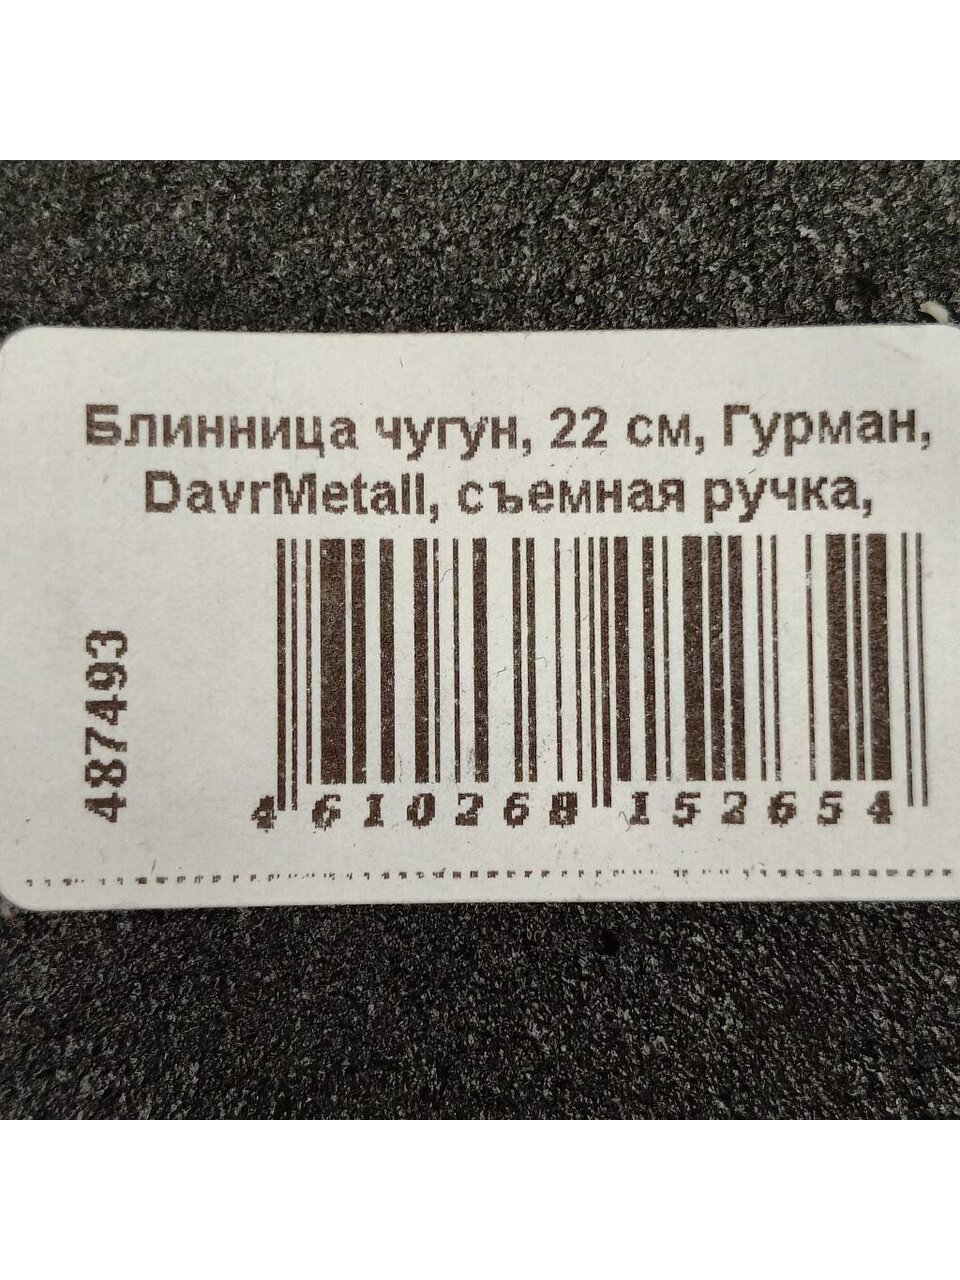 Блинница чугун, 22 см, Гурман,
DavrMetall, съемная ручка,
487493
4 610268 152654